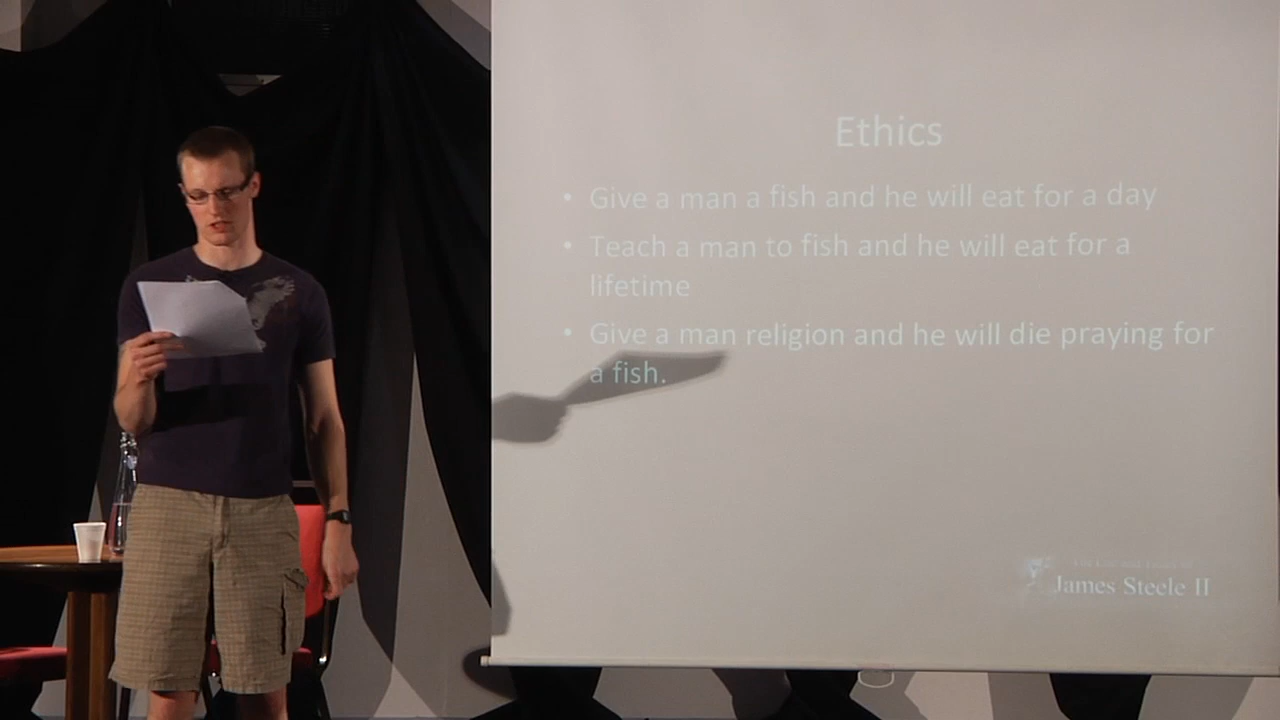 Ethics
• Give a man a fish and he will eat for a day
• Teach a man to fish and he will eat for a
lifetime
• Give a man religion and he will die praying for
a fish.
James Steele II